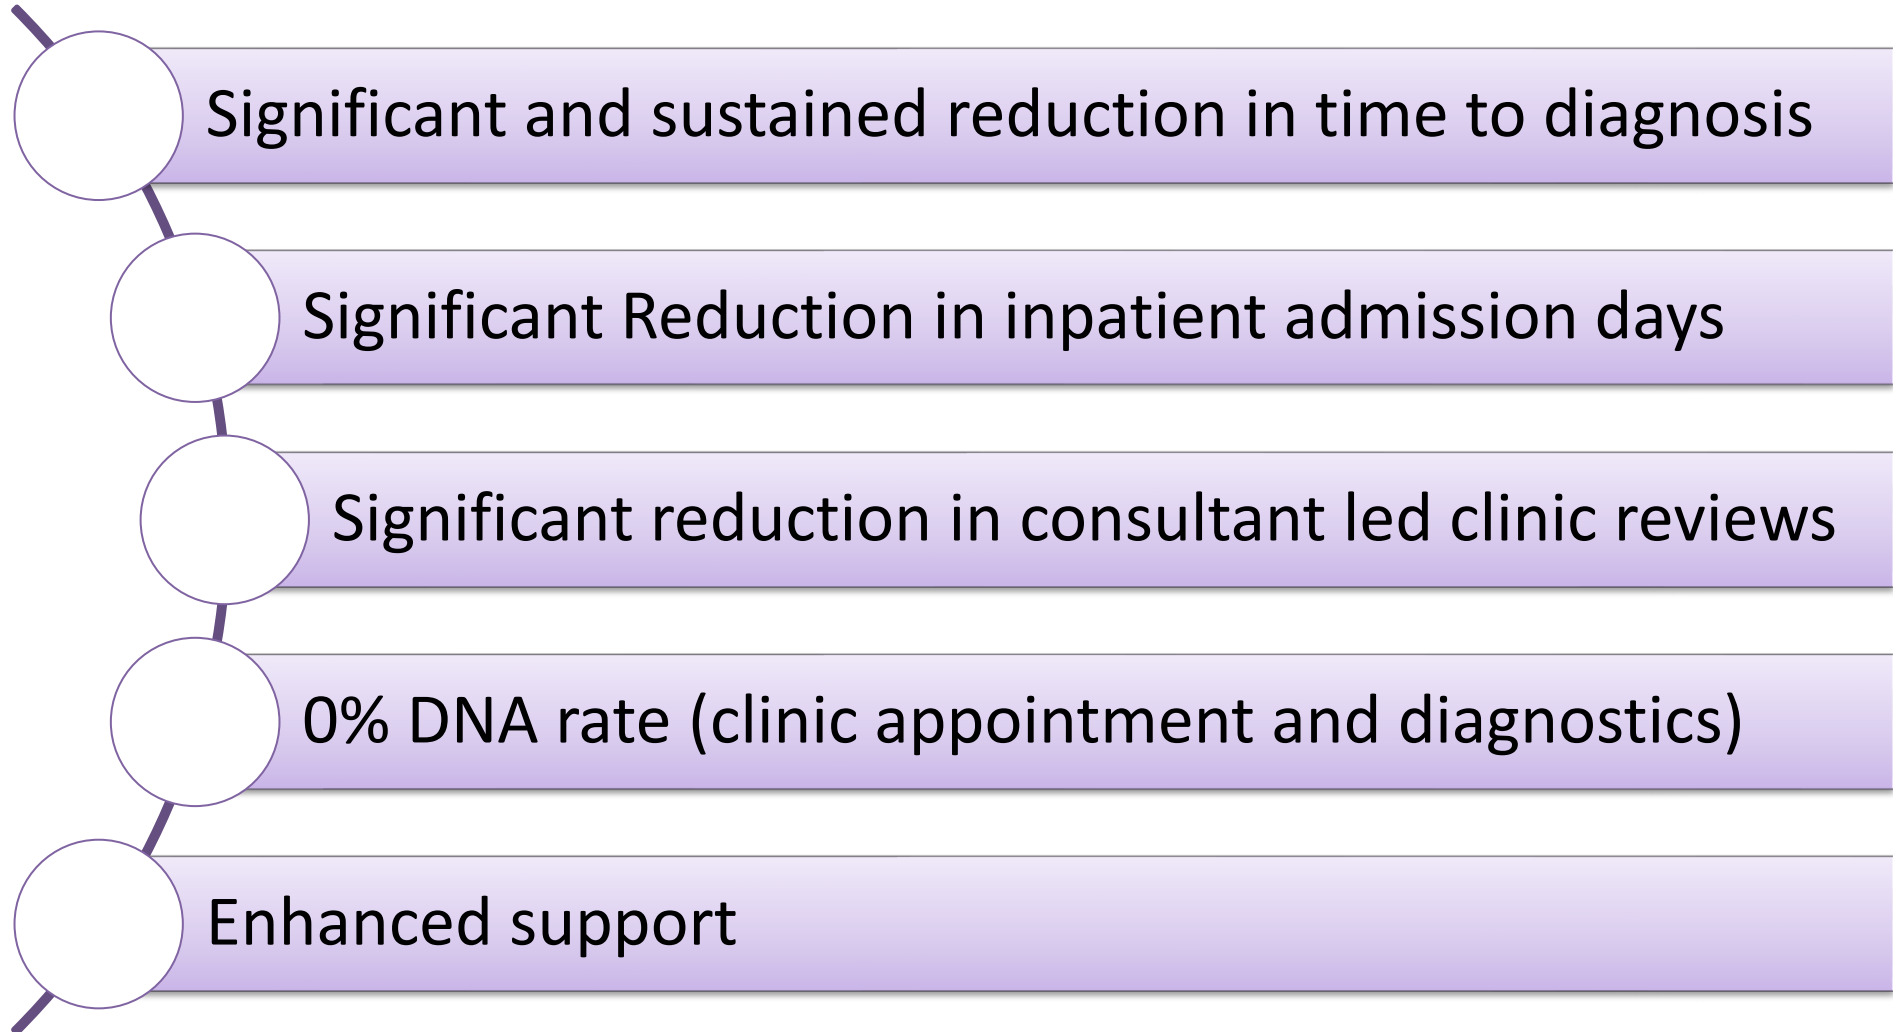 Significant and sustained reduction in time to diagnosis
Significant Reduction in inpatient admission days
Significant reduction in consultant led clinic reviews
0% DNA rate (clinic appointment and diagnostics)
Enhanced support